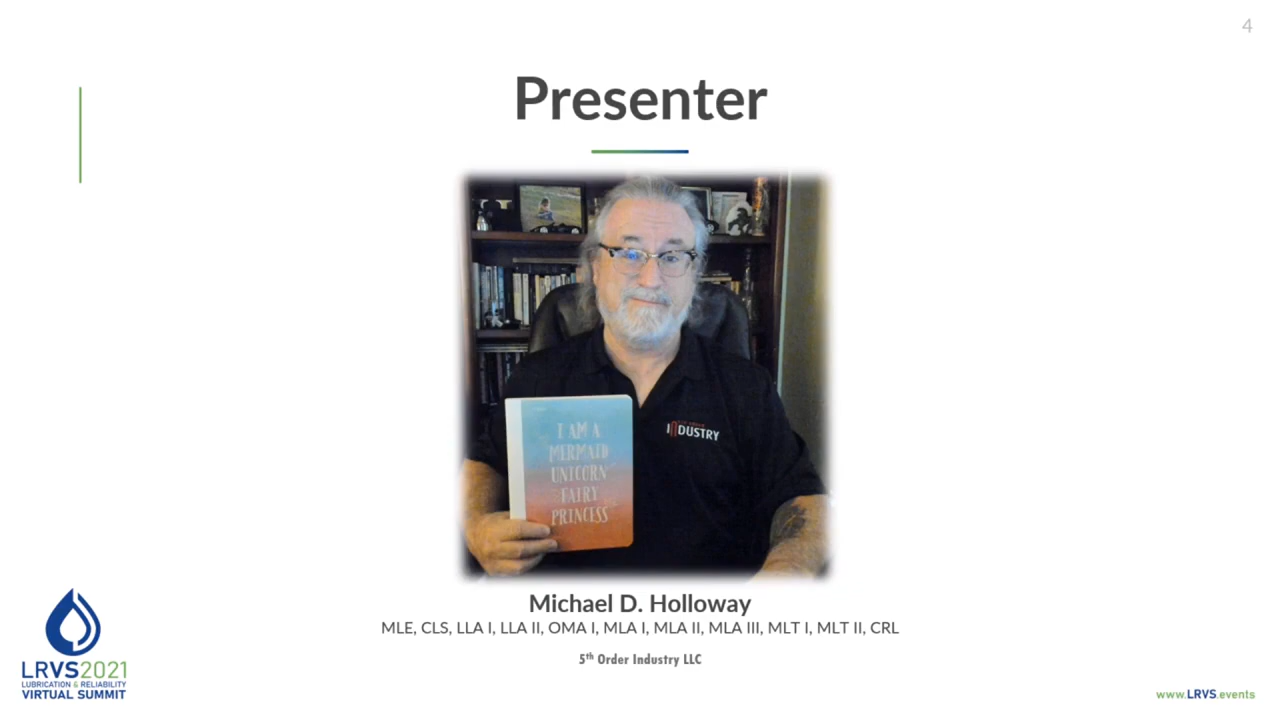 4
Presenter
I AM A
MERMAID
UNICORN
FAIRY
PRINCESS
INDUSTRY
Michael D. Holloway
MLE, CLS, LLA I, LLA II, OMA I, MLA I, MLA II, MLA III, MLT I, MLT II, CRL
5th Order Industry LLC
LRVS2021
LUBRICATION & RELIABILITY
VIRTUAL SUMMIT
www.LRVS.events